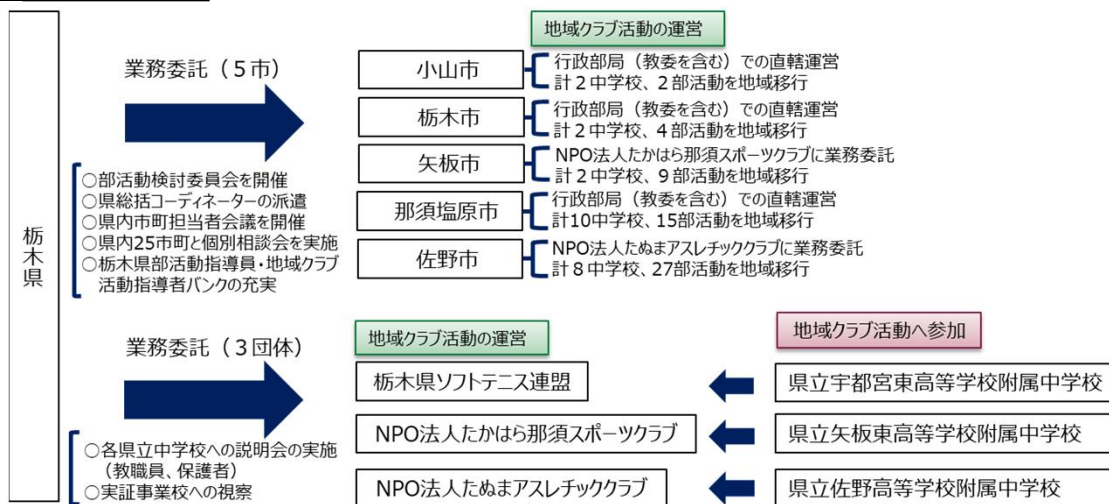 栃木県
業務委託（５市）
○部活動検討委員会を開催
○県総括コーディネーターの派遣
○県内市町担当者会議を開催
○県内25市町と個別相談会を実施
○栃木県部活動指導員・地域クラブ
活動指導者バンクの充実
地域クラブ活動の運営
小山市
行政部局（教委を含む）での直轄運営
計２中学校、２部活動を地域移行
栃木市
行政部局（教委を含む）での直轄運営
計２中学校、４部活動を地域移行
矢板市
NPO法人たかはら那須スポーツクラブに業務委託
計２中学校、９部活動を地域移行
那須塩原市
行政部局（教委を含む）での直轄運営
計10中学校、15部活動を地域移行
佐野市
NPO法人たぬまアスレチッククラブに業務委託
計８中学校、27部活動を地域移行
業務委託（３団体）
○各県立中学校への説明会の実施
（教職員、保護者）
○実証事業校への視察
地域クラブ活動の運営
地域クラブ活動へ参加
栃木県ソフトテニス連盟
県立宇都宮東高等学校附属中学校
NPO法人たかはら那須スポーツクラブ
県立矢板東高等学校附属中学校
NPO法人たぬまアスレチッククラブ
県立佐野高等学校附属中学校